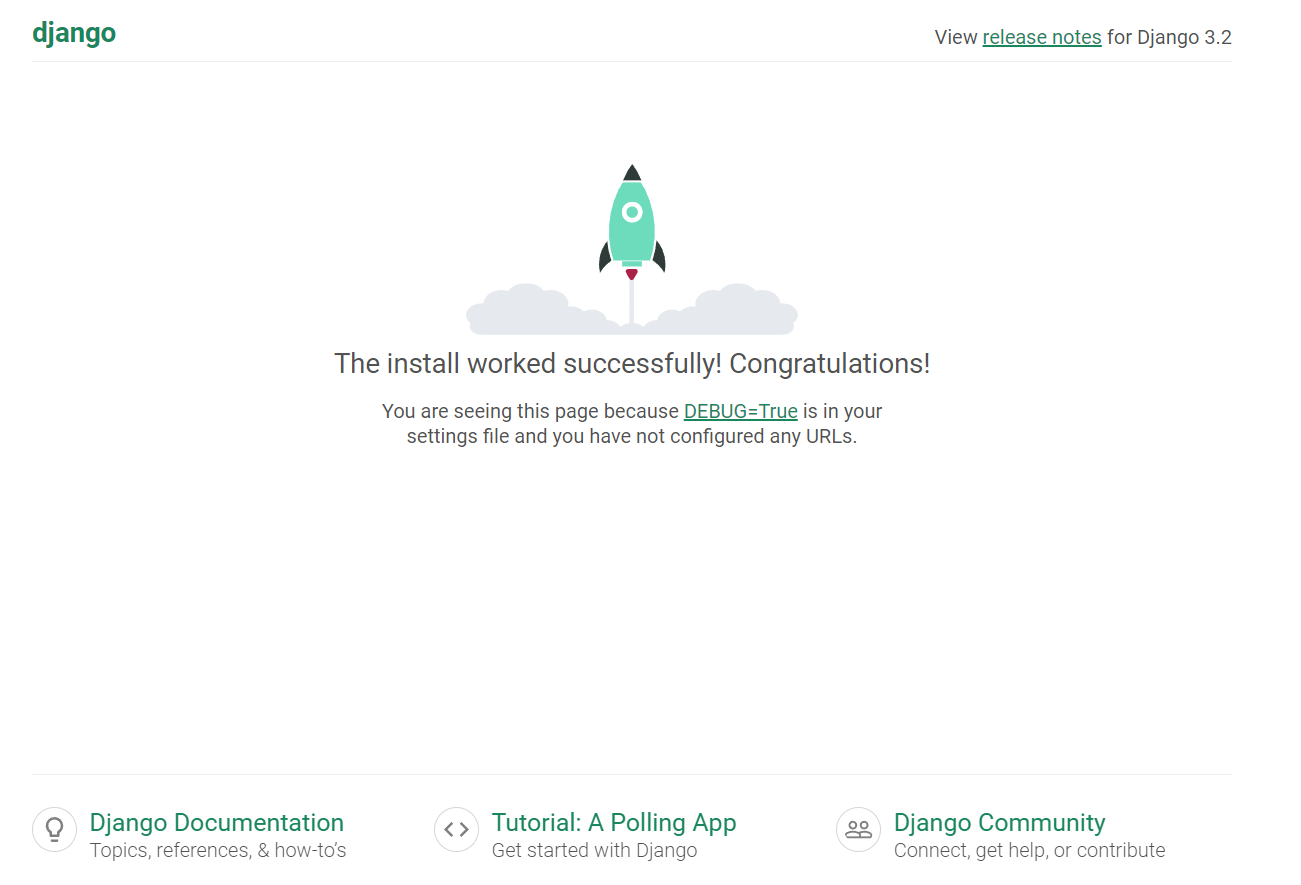 django
View release notes for Django 3.2
The install worked successfully! Congratulations!
You are seeing this page because DEBUG=True is in your
settings file and you have not configured any URLs.
Django Documentation
Topics, references, & how-to’s
Tutorial: A Polling App
Get started with Django
Django Community
Connect, get help, or contribute